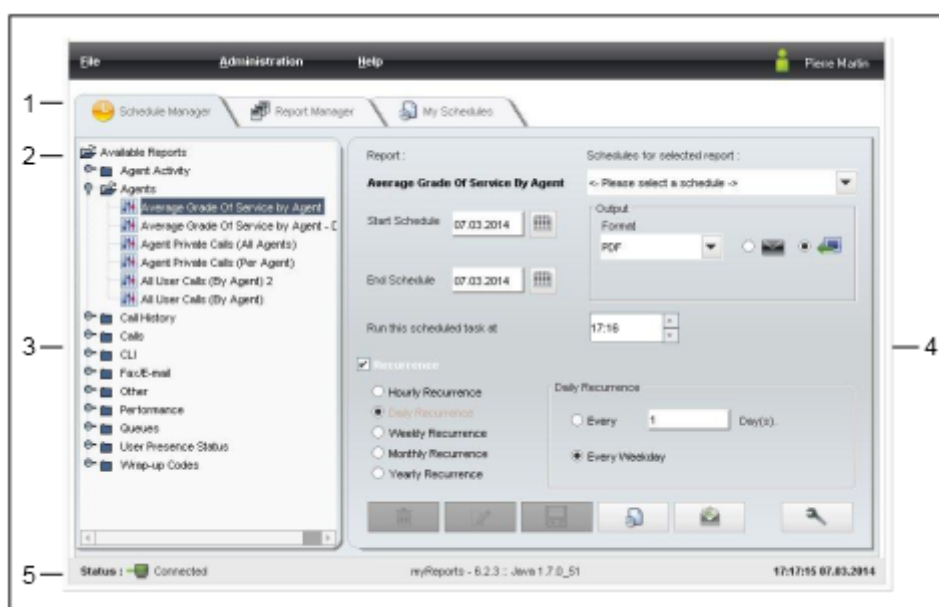 File Administration Help Pierre Martin
1
Schedule Manager Report Manager My Schedules
2
Available Reports
Agent Activity
Agents
Average Grade Of Service by Agent
Average Grade Of Service by Agent - D
Agent Private Calls (All Agents)
Agent Private Calls (Per Agent)
All User Calls (By Agent) 2
All User Calls (By Agent)
Call History
Calls
3
CLI
Fax/E-mail
Other
Performance
Queues
User Presence Status
Wrap-up Codes
Report : Schedules for selected report :
Average Grade Of Service By Agent <- Please select a schedule ->
Output
Format
Start Schedule 07.03.2014
PDF
End Schedule 07.03.2014
Run this scheduled task at 17:16
4
Recurrence
Hourly Recurrence
Daily Recurrence
Weekly Recurrence
Monthly Recurrence
Yearly Recurrence
Daily Recurrence
Every 1 Day(s).
Every Weekday
5
Status : Connected myReports - 6.2.3 :: Java 1.7.0_51 17:17:15 07.03.2014